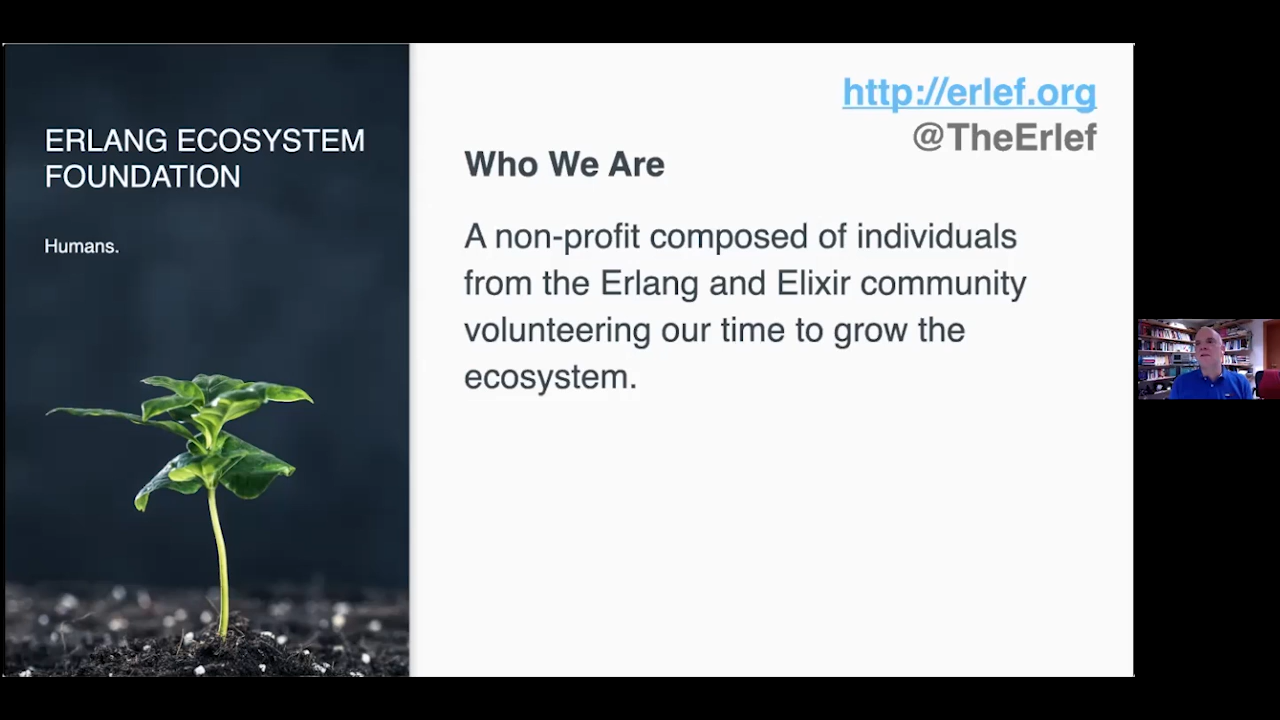 ERLANG ECOSYSTEM
FOUNDATION
Humans.
http://erlef.org
@TheErlef
Who We Are
A non-profit composed of individuals
from the Erlang and Elixir community
volunteering our time to grow the
ecosystem.